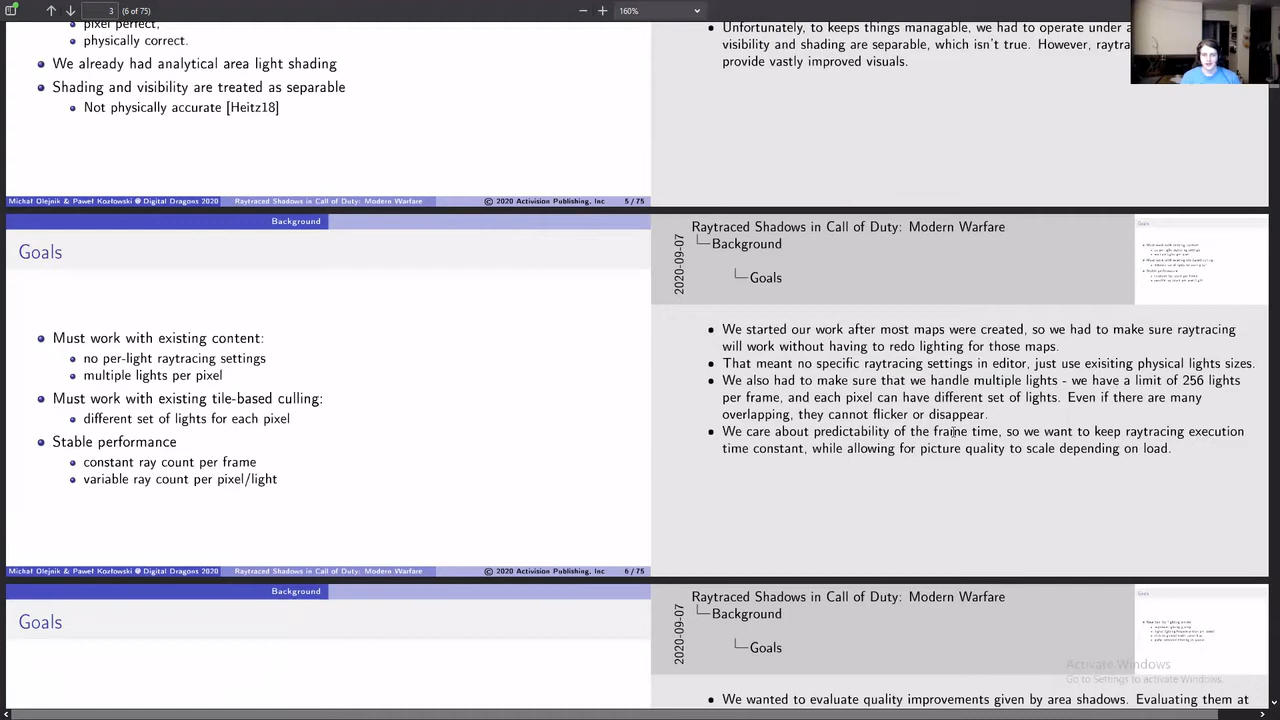 3
(6 of 75)
160%
pixel perfect,
physically correct.
We already had analytical area light shading
Shading and visibility are treated as separable
Not physically accurate [Heitz18]
Michał Olejnik & Paweł Kozłowski @ Digital Dragons 2020
Raytraced Shadows in Call of Duty: Modern Warfare
© 2020 Activision Publishing, Inc
5 / 75
Unfortunately, to keeps things managable, we had to operate under a
visibility and shading are separable, which isn't true. However, raytra
provide vastly improved visuals.
Background
Goals
Must work with existing content:
no per-light raytracing settings
multiple lights per pixel
Must work with existing tile-based culling:
different set of lights for each pixel
Stable performance
constant ray count per frame
variable ray count per pixel/light
Michał Olejnik & Paweł Kozłowski @ Digital Dragons 2020
Raytraced Shadows in Call of Duty: Modern Warfare
© 2020 Activision Publishing, Inc
6 / 75
2020-09-07
Raytraced Shadows in Call of Duty: Modern Warfare
Background
Goals
Goals
We started our work after most maps were created, so we had to make sure raytracing
will work without having to redo lighting for those maps.
That meant no specific raytracing settings in editor, just use exisiting physical lights sizes.
We also had to make sure that we handle multiple lights - we have a limit of 256 lights
per frame, and each pixel can have different set of lights. Even if there are many
overlapping, they cannot flicker or disappear.
We care about predictability of the frame time, so we want to keep raytracing execution
time constant, while allowing for picture quality to scale depending on load.
Background
Goals
2020-09-07
Raytraced Shadows in Call of Duty: Modern Warfare
Background
Goals
Goals
Activate Windows
Go to Settings to activate Windows.
We wanted to evaluate quality improvements given by area shadows. Evaluating them at